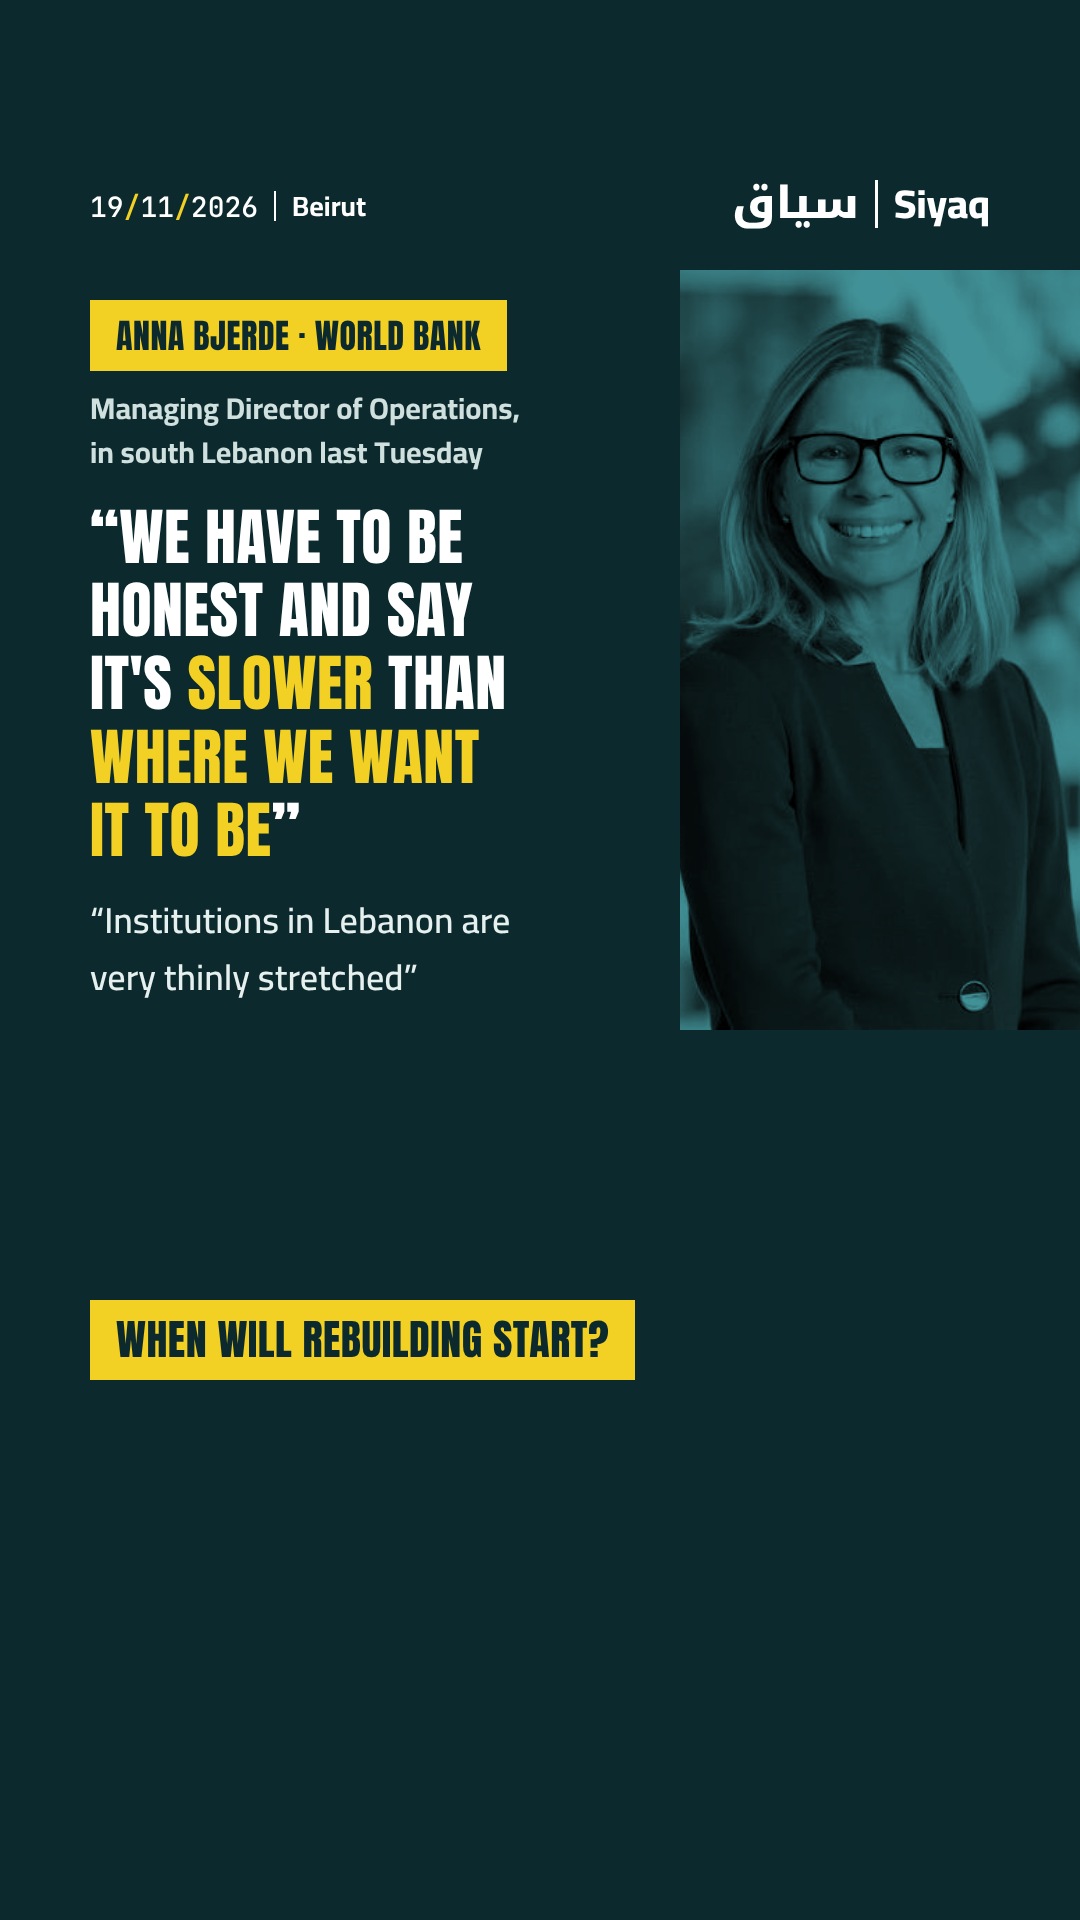 19/11/2026 | Beirut
سياق | Siyaq
ANNA BJERDE · WORLD BANK
Managing Director of Operations,
in south Lebanon last Tuesday
“WE HAVE TO BE
HONEST AND SAY
IT'S SLOWER THAN
WHERE WE WANT
IT TO BE”
“Institutions in Lebanon are
very thinly stretched”
WHEN WILL REBUILDING START?